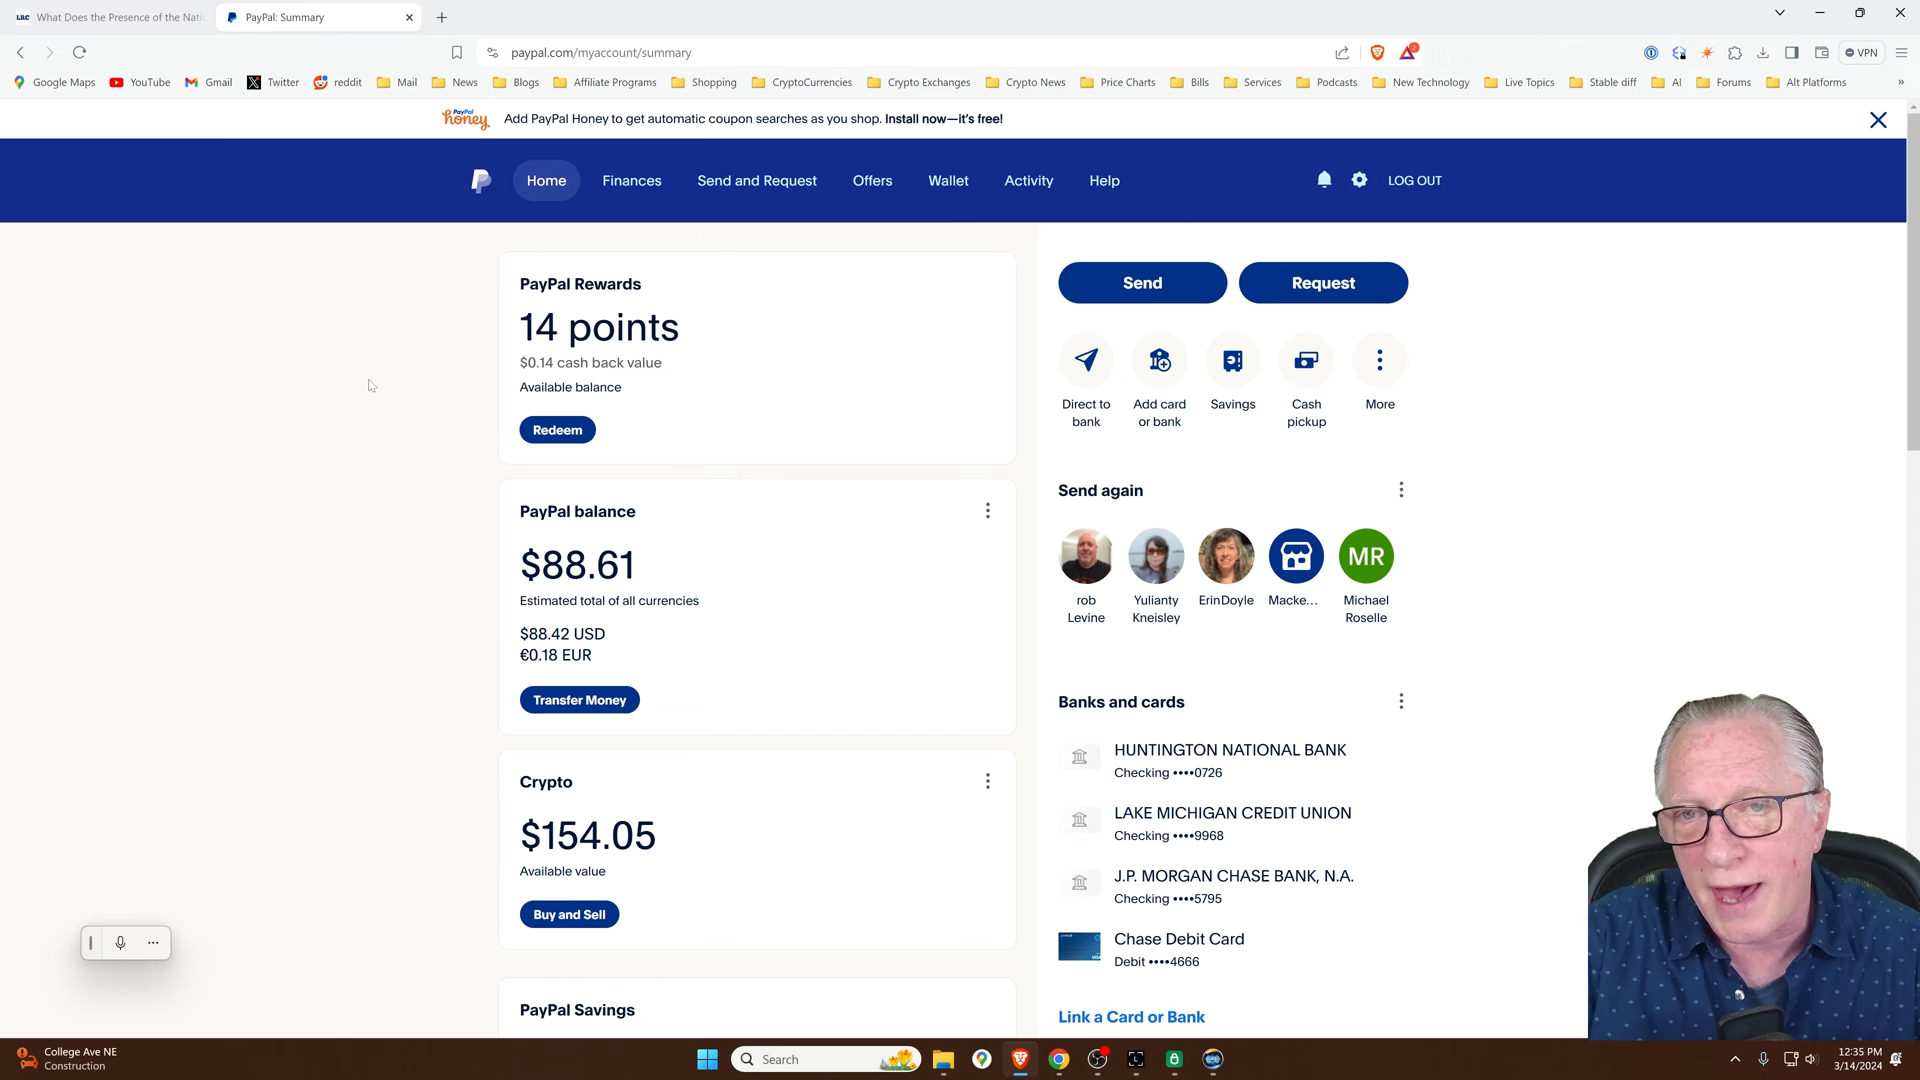 LRC What Does the Presence of the Nati
PayPal: Summary
paypal.com/myaccount/summary
2
VPN
Google Maps
YouTube
Gmail
Twitter
reddit
Mail
News
Blogs
Affiliate Programs
Shopping
CryptoCurrencies
Crypto Exchanges
Crypto News
Price Charts
Bills
Services
Podcasts
New Technology
Live Topics
Stable diff
AI
Forums
Alt Platforms
»
PayPal honey
Add PayPal Honey to get automatic coupon searches as you shop. Install now—it's free!
Home
Finances
Send and Request
Offers
Wallet
Activity
Help
LOG OUT
PayPal Rewards
14 points
$0.14 cash back value
Available balance
Redeem
PayPal balance
$88.61
Estimated total of all currencies
$88.42 USD
€0.18 EUR
Transfer Money
Crypto
$154.05
Available value
Buy and Sell
PayPal Savings
Send
Request
Direct to
bank
Add card
or bank
Savings
Cash
pickup
More
Send again
rob
Levine
Yulianty
Kneisley
ErinDoyle
Macke...
MR
Michael
Roselle
Banks and cards
HUNTINGTON NATIONAL BANK
Checking ••••0726
LAKE MICHIGAN CREDIT UNION
Checking ••••9968
J.P. MORGAN CHASE BANK, N.A.
Checking ••••5795
Chase Debit Card
Debit ••••4666
Link a Card or Bank
College Ave NE
Construction
Search
12:35 PM
3/14/2024